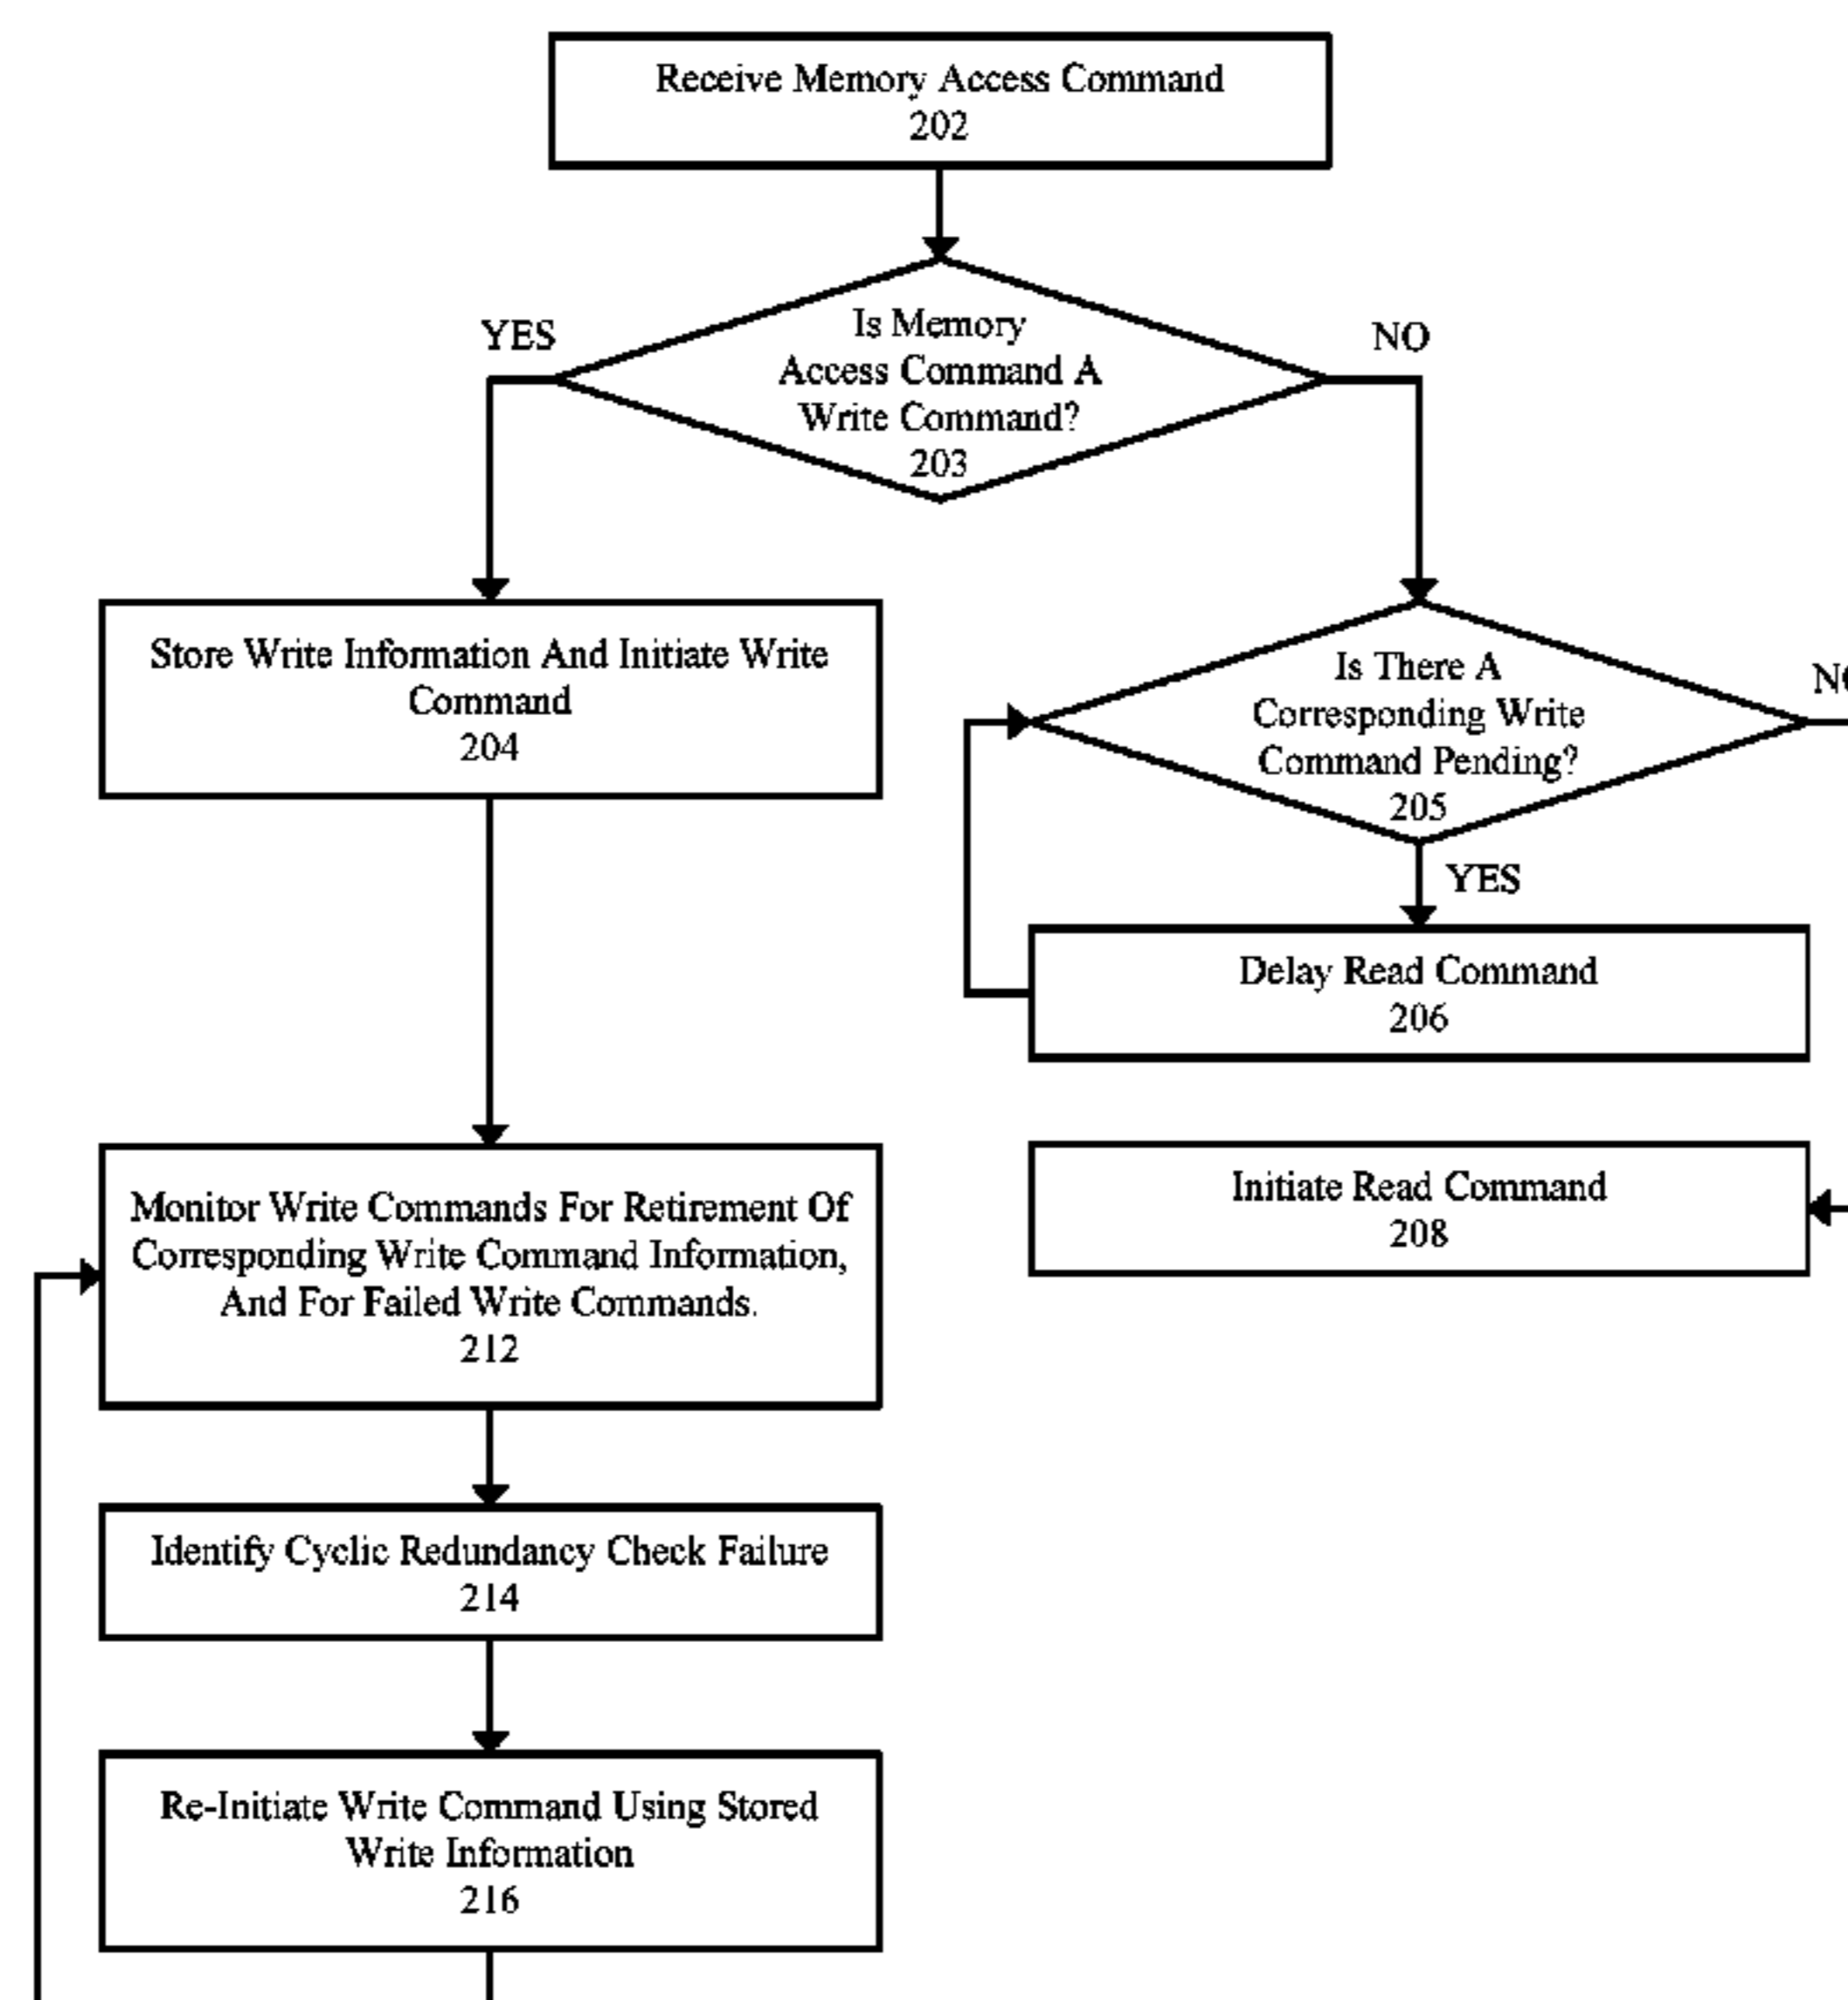 Receive Memory Access Command
202
Is Memory
Access Command A
Write Command?
203
YES
NO
Store Write Information And Initiate Write
Command
204
Is There A
Corresponding Write
Command Pending?
205
YES
Delay Read Command
206
Initiate Read Command
208
Monitor Write Commands For Retirement Of
Corresponding Write Command Information,
And For Failed Write Commands.
212
Identify Cyclic Redundancy Check Failure
214
Re-Initiate Write Command Using Stored
Write Information
216